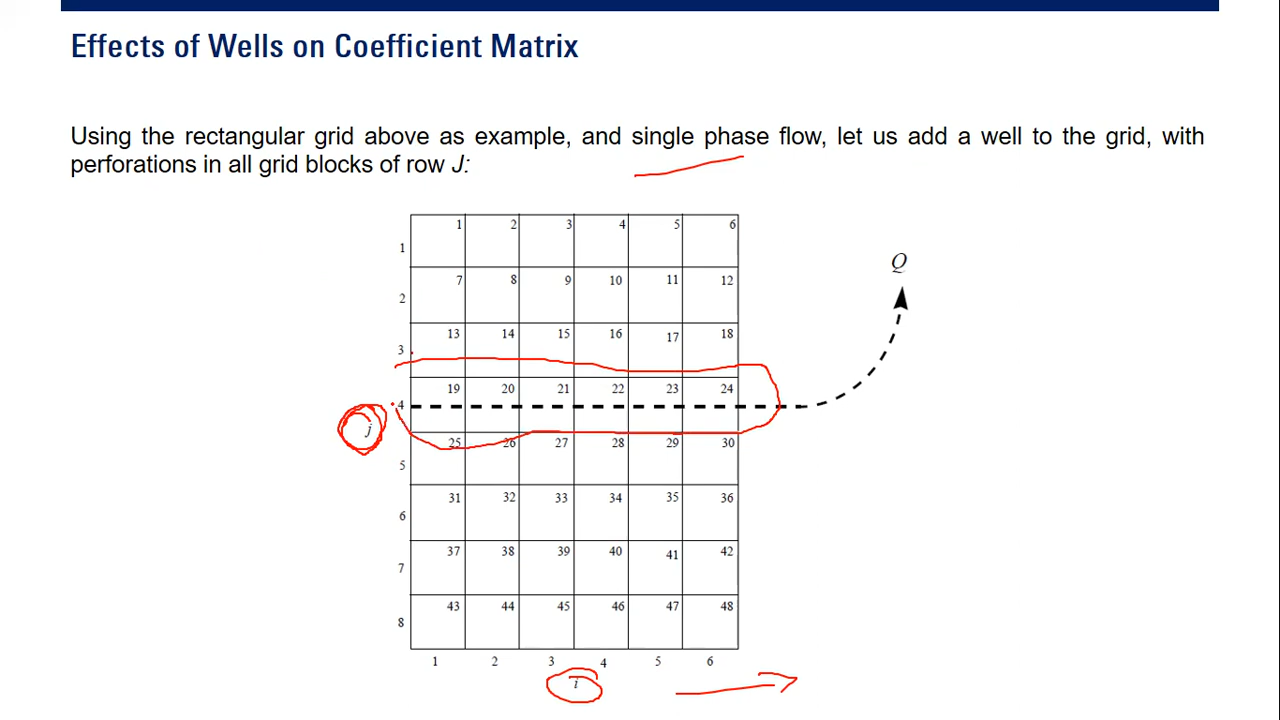 Effects of Wells on Coefficient Matrix
Using the rectangular grid above as example, and single phase flow, let us add a well to the grid, with
perforations in all grid blocks of row J:
Q
1 2 3 4 5 6
1
7 8 9 10 11 12
2
13 14 15 16 17 18
3
19 20 21 22 23 24
4
j
25 26 27 28 29 30
5
31 32 33 34 35 36
6
37 38 39 40 41 42
7
43 44 45 46 47 48
8
1 2 3 4 5 6
i